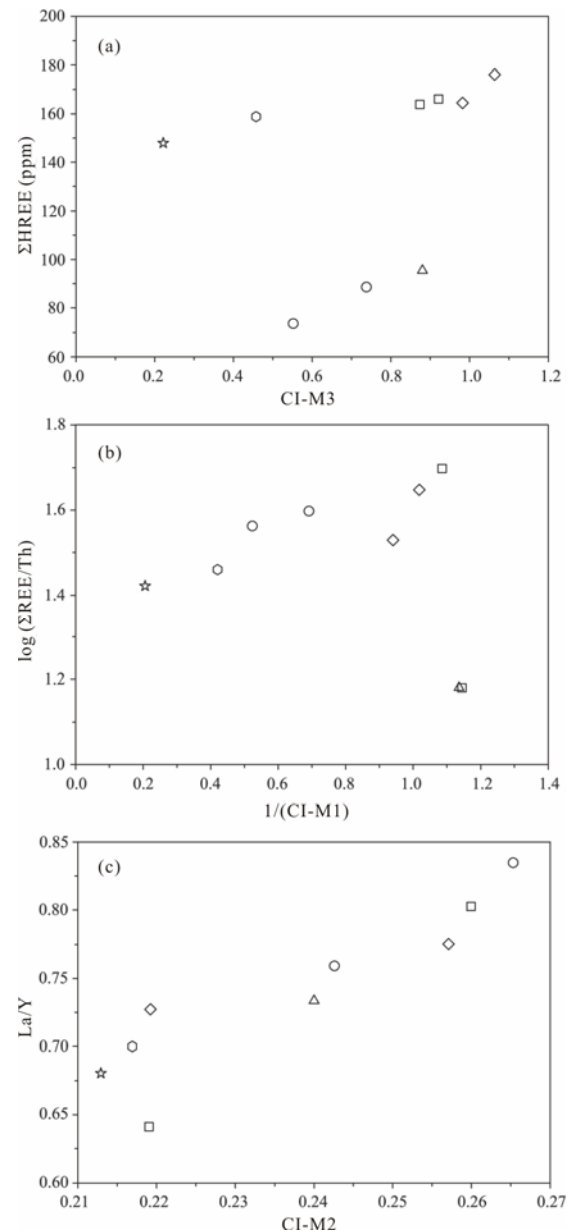 (a)
200
180
160
140
120
100
80
60
ΣHREE (ppm)
0.0 0.2 0.4 0.6 0.8 1.0 1.2
CI-M3
(b)
1.8
1.6
1.4
1.2
1.0
log (ΣREE/Th)
0.0 0.2 0.4 0.6 0.8 1.0 1.2 1.4
1/(CI-M1)
(c)
0.85
0.80
0.75
0.70
0.65
0.60
La/Y
0.21 0.22 0.23 0.24 0.25 0.26 0.27
CI-M2